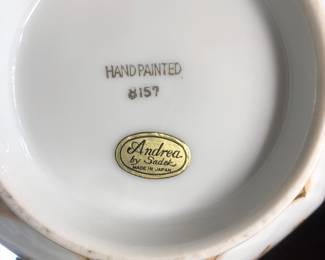 HAND PAINTED
8157
Andrea
by Sadek
MADE IN JAPAN